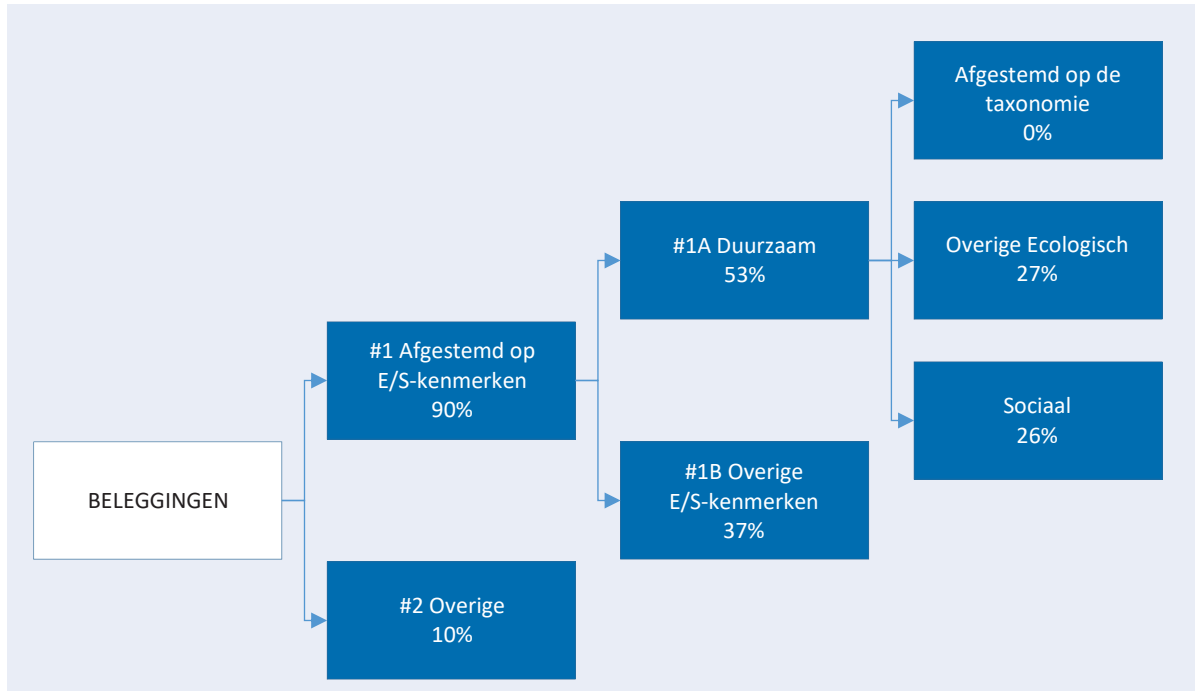 BELEGGINGEN
#1 Afgestemd op
E/S-kenmerken
90%
#2 Overige
10%
#1A Duurzaam
53%
#1B Overige
E/S-kenmerken
37%
Afgestemd op de
taxonomie
0%
Overige Ecologisch
27%
Sociaal
26%